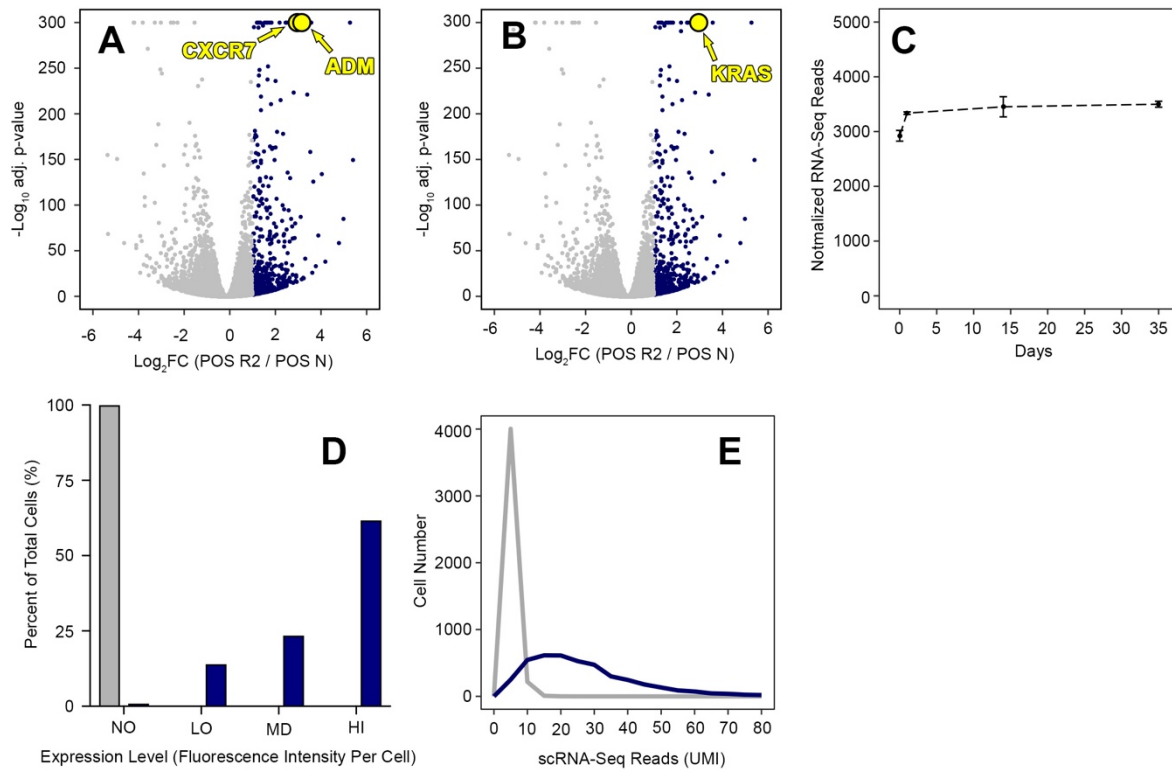 A
CXCR7
ADM
300
250
200
150
100
50
0
-Log10 adj. p-value
-6 -4 -2 0 2 4 6
Log2FC (POS R2 / POS N)
B
KRAS
300
250
200
150
100
50
0
-Log10 adj. p-value
-6 -4 -2 0 2 4 6
Log2FC (POS R2 / POS N)
C
5000
4000
3000
2000
1000
0
Notmalized RNA-Seq Reads
0 5 10 15 20 25 30 35
Days
D
100
75
50
25
0
Percent of Total Cells (%)
NO LO MD HI
Expression Level (Fluorescence Intensity Per Cell)
E
4000
3000
2000
1000
0
Cell Number
0 10 20 30 40 50 60 70 80
scRNA-Seq Reads (UMI)